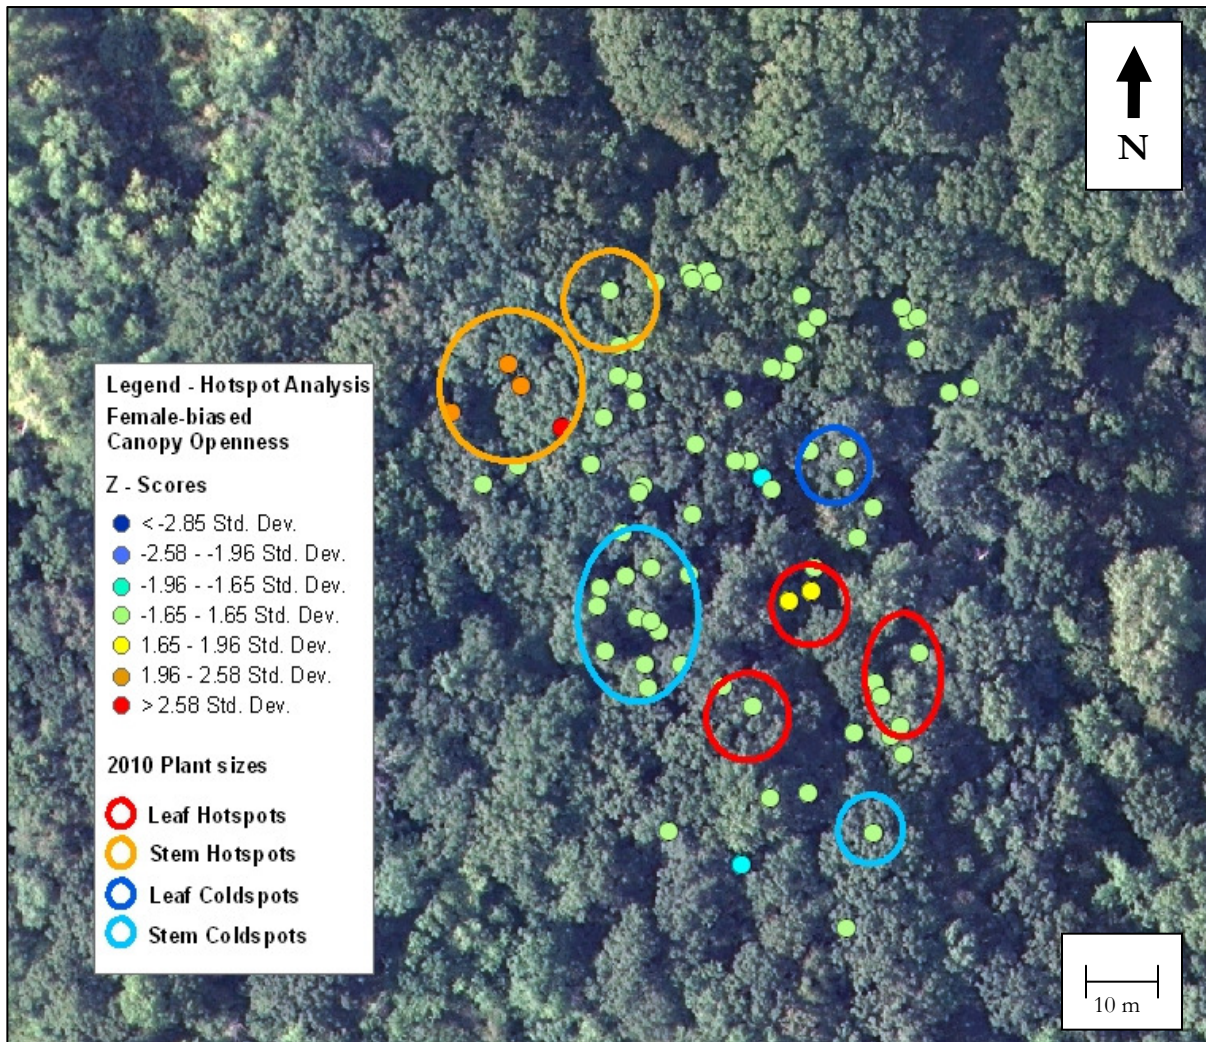 N
Legend - Hotspot Analysis
Female-biased
Canopy Openness
Z - Scores
< -2.85 Std. Dev.
-2.58 - -1.96 Std. Dev.
-1.96 - -1.65 Std. Dev.
-1.65 - 1.65 Std. Dev.
1.65 - 1.96 Std. Dev.
1.96 - 2.58 Std. Dev.
> 2.58 Std. Dev.
2010 Plant sizes
Leaf Hotspots
Stem Hotspots
Leaf Coldspots
Stem Coldspots
10 m